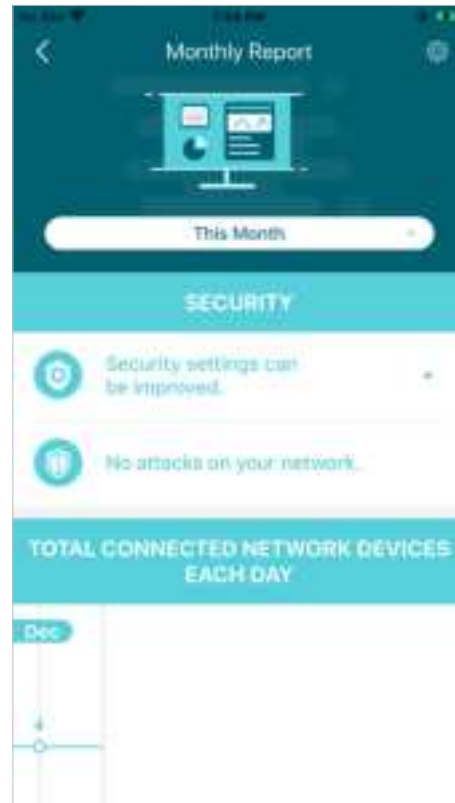 Monthly Report
This Month
SECURITY
Security settings can
be improved.
No attacks on your network.
TOTAL CONNECTED NETWORK DEVICES
EACH DAY
Dec
4